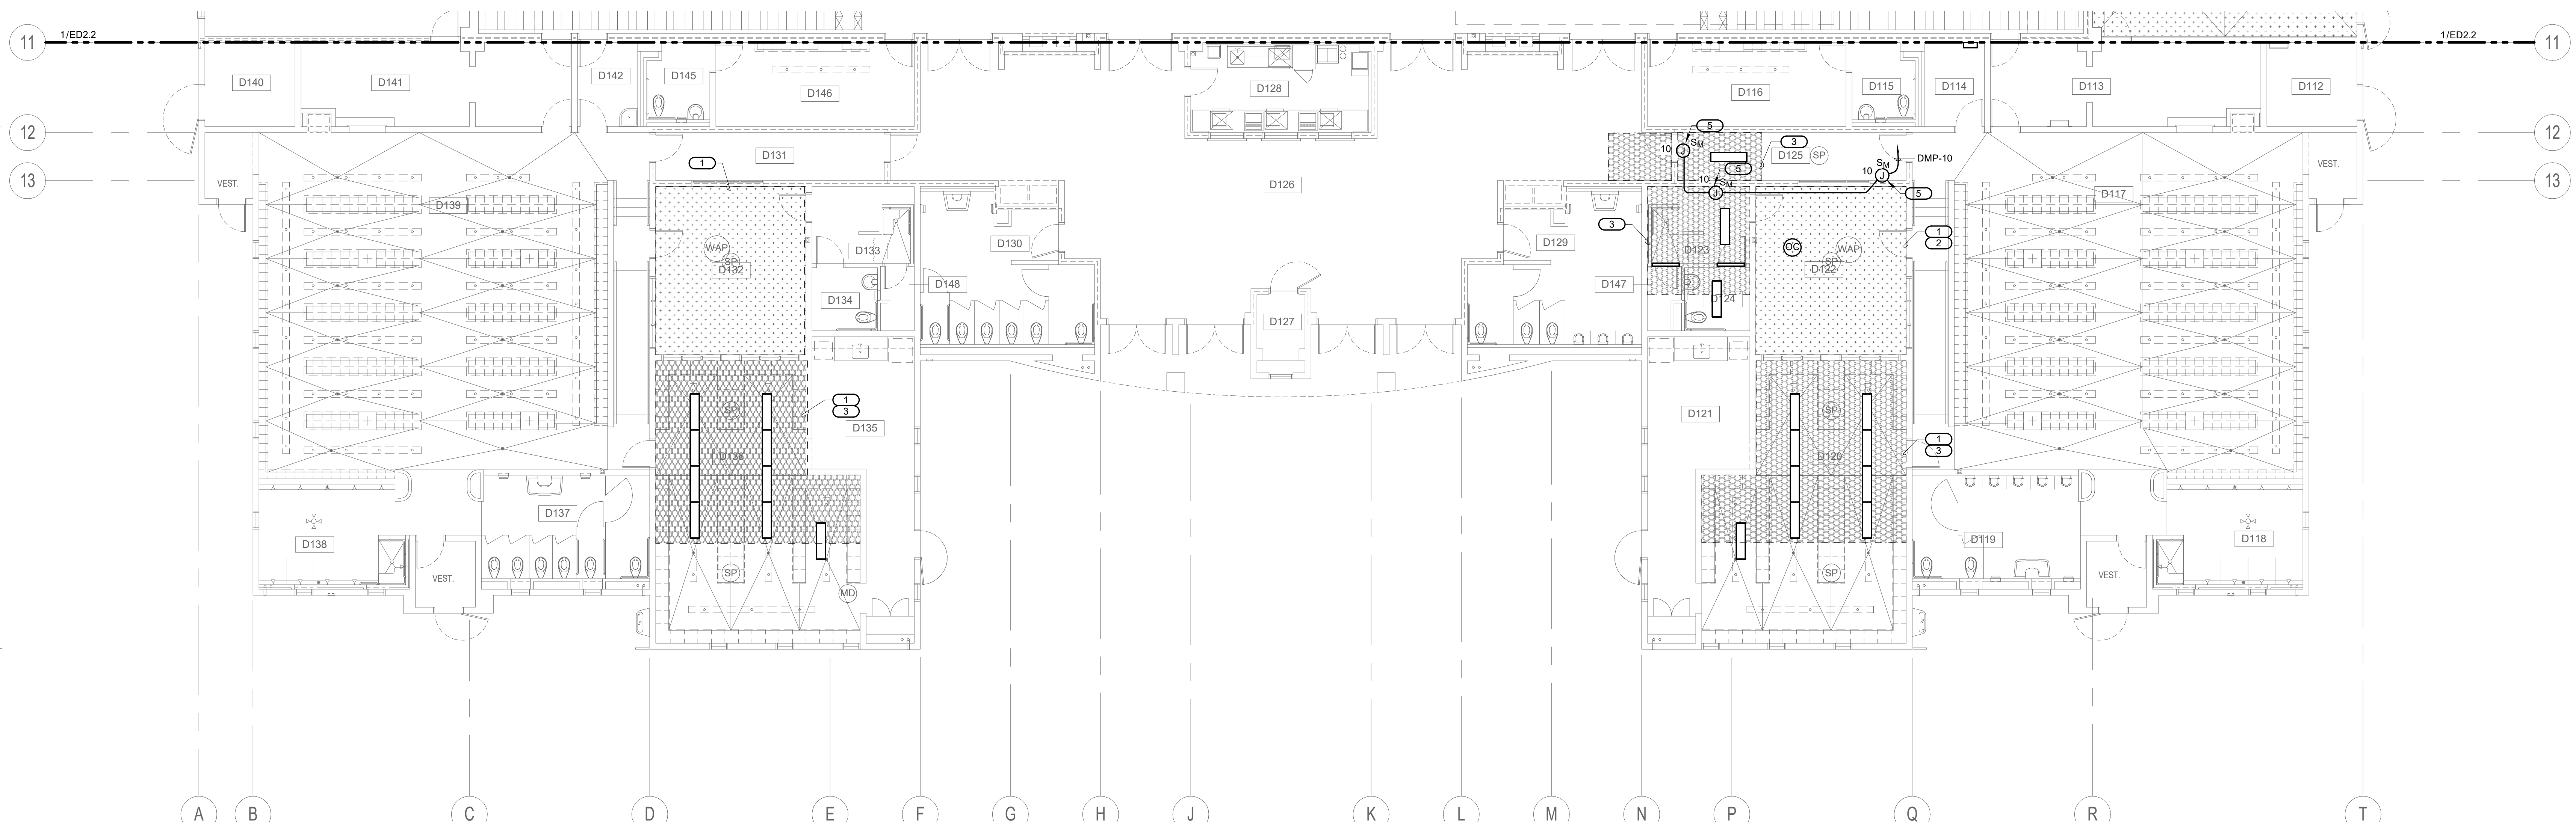 1/ED2.2
1/ED2.2
11
11
D140
D141
D142
D145
D146
D128
D116
D115
D114
D113
D112
12
12
5
10
J
S_M
3
5
D125
SP
DMP-10
S_M
10
J
5
1
D131
13
13
VEST.
VEST.
D126
10
S_M
J
D139
D117
WAP
SP
D132
D133
D130
D129
3
D123
OC
WAP
SP
D122
1
2
D134
D148
D147
D124
D127
SP
1
3
D135
D121
SP
1
3
D136
D120
D137
D138
VEST.
SP
MD
SP
D119
VEST.
D118
A
B
C
D
E
F
G
H
J
K
L
M
N
P
Q
R
T